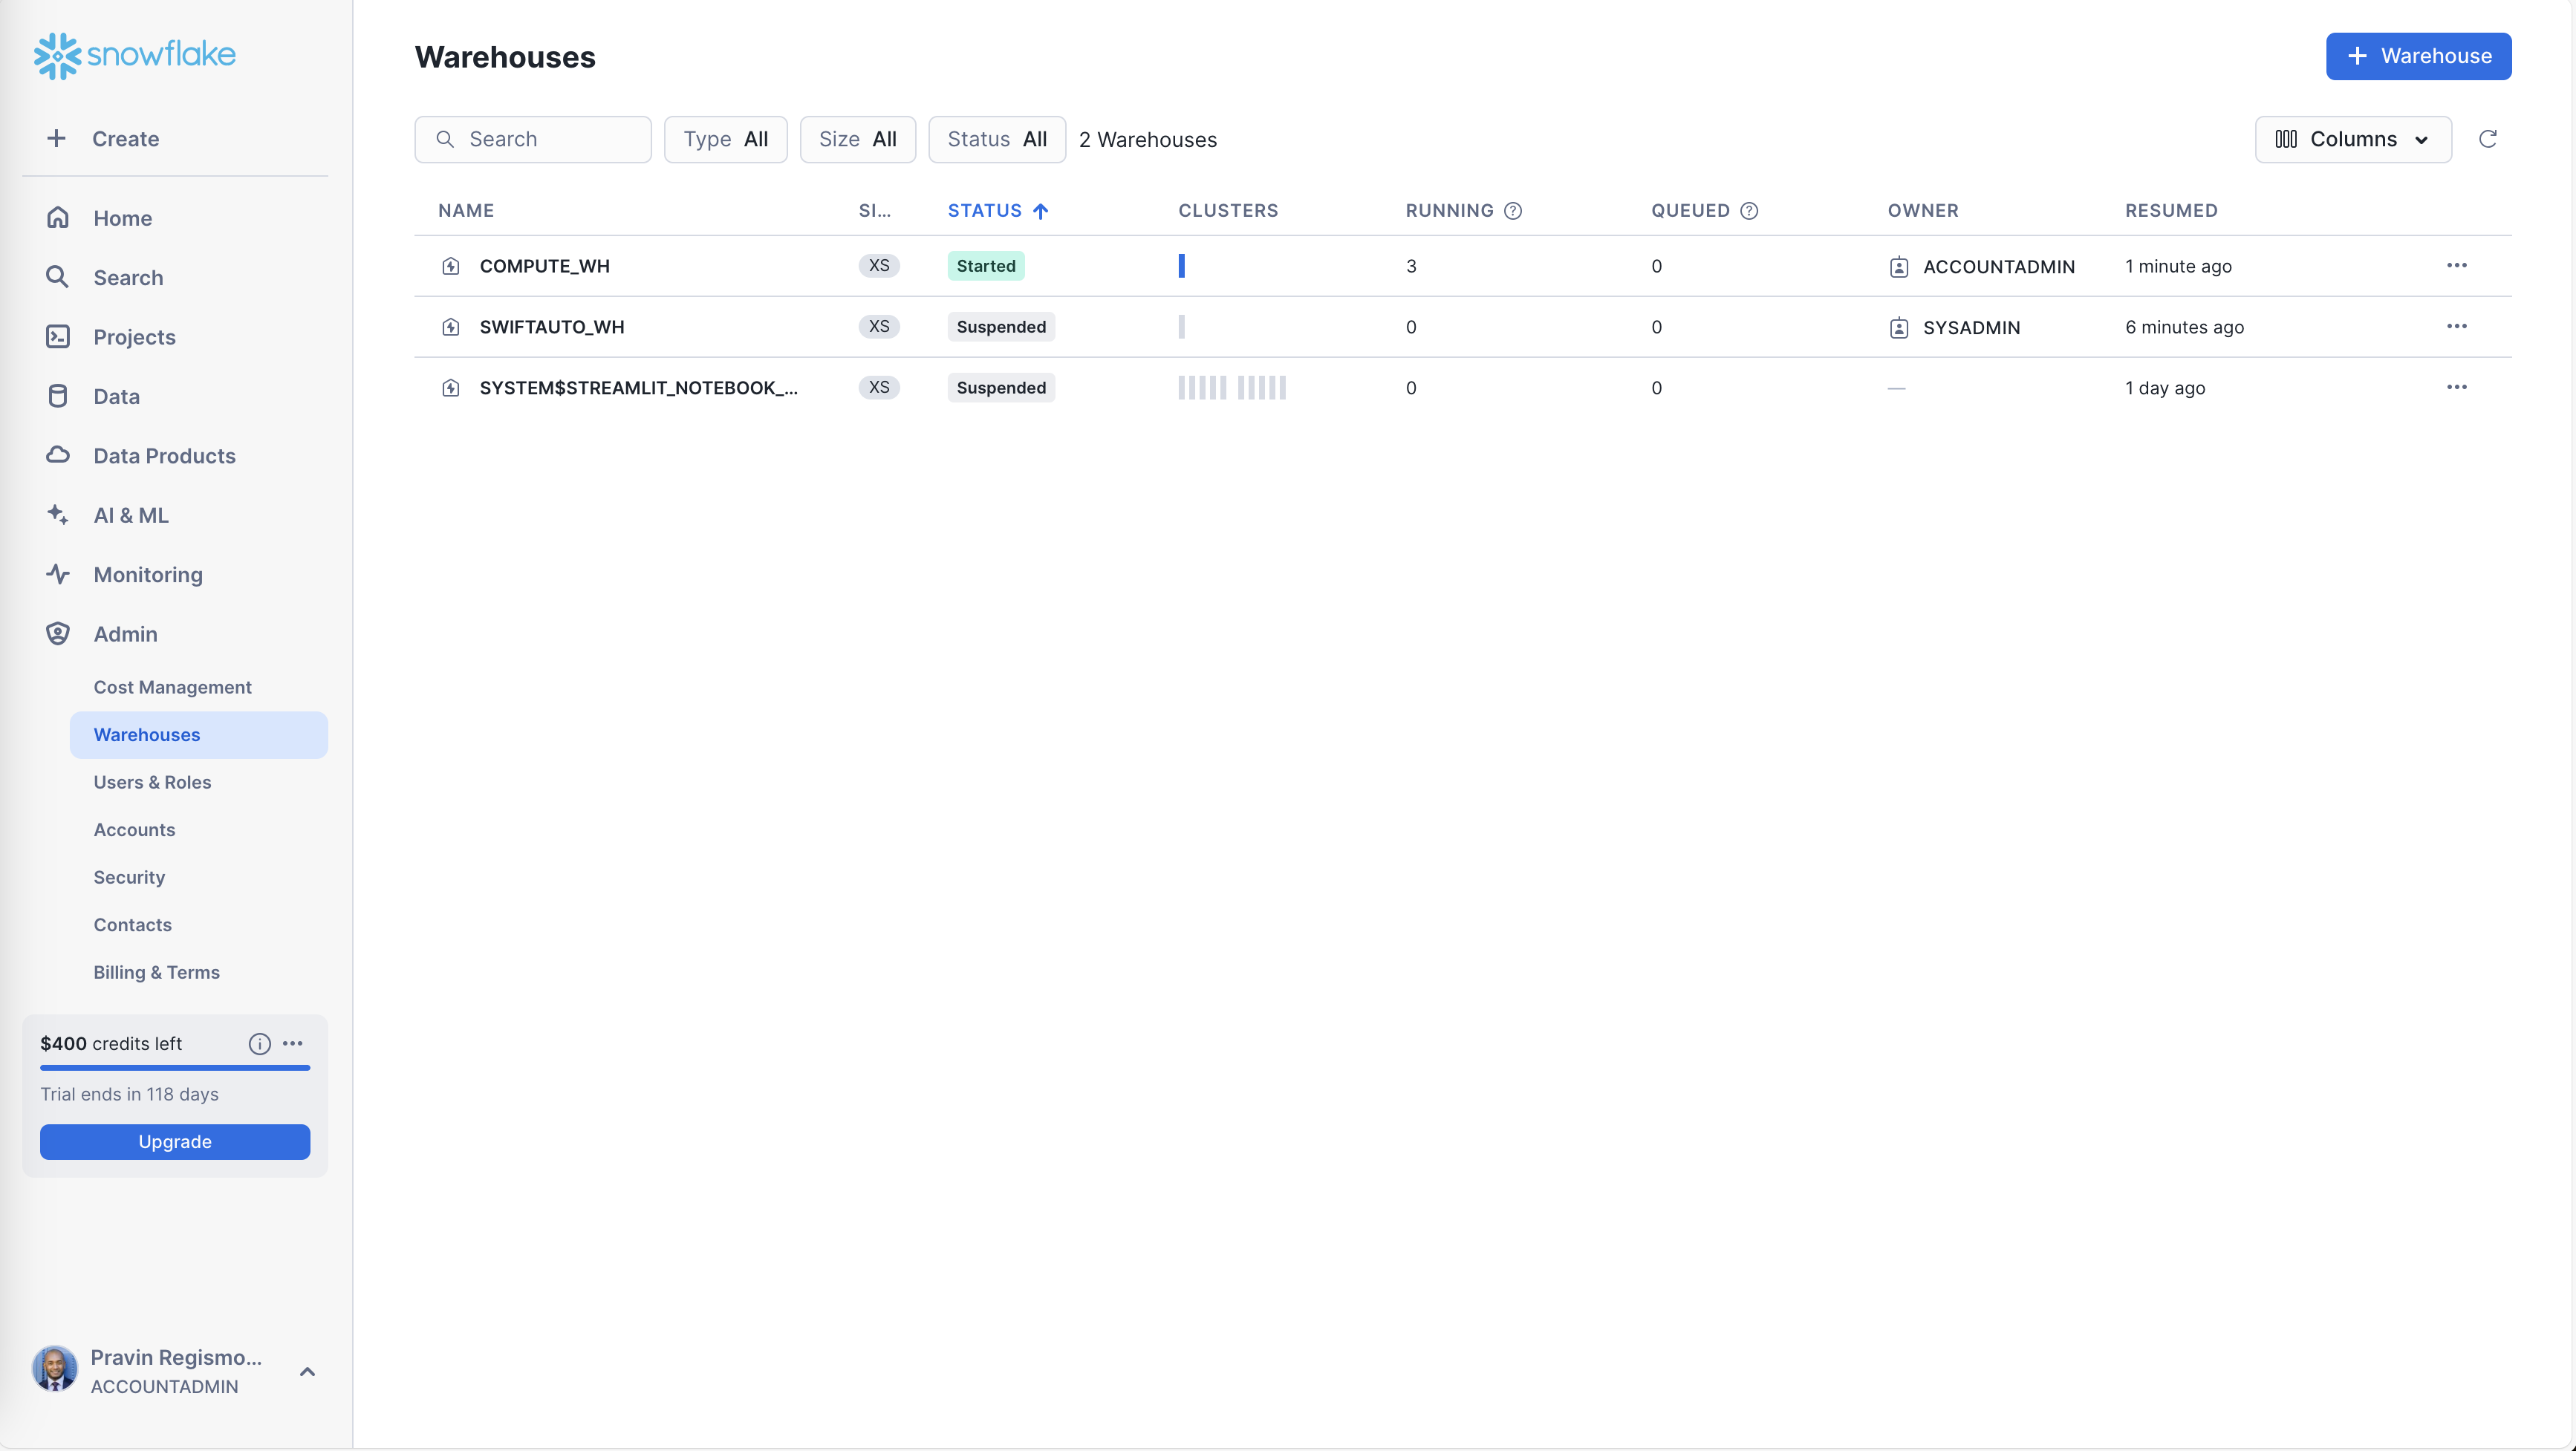 snowflake
Create
Home
Search
Projects
Data
Data Products
AI & ML
Monitoring
Admin
Cost Management
Warehouses
Users & Roles
Accounts
Security
Contacts
Billing & Terms
$400 credits left
Trial ends in 118 days
Upgrade
Pravin Regismo...
ACCOUNTADMIN
Warehouses
+ Warehouse
Search Type All Size All Status All 2 Warehouses Columns
NAME SI... STATUS CLUSTERS RUNNING QUEUED OWNER RESUMED
COMPUTE_WH XS Started 3 0 ACCOUNTADMIN 1 minute ago
SWIFTAUTO_WH XS Suspended 0 0 SYSADMIN 6 minutes ago
SYSTEM$STREAMLIT_NOTEBOOK_... XS Suspended 0 0 — 1 day ago